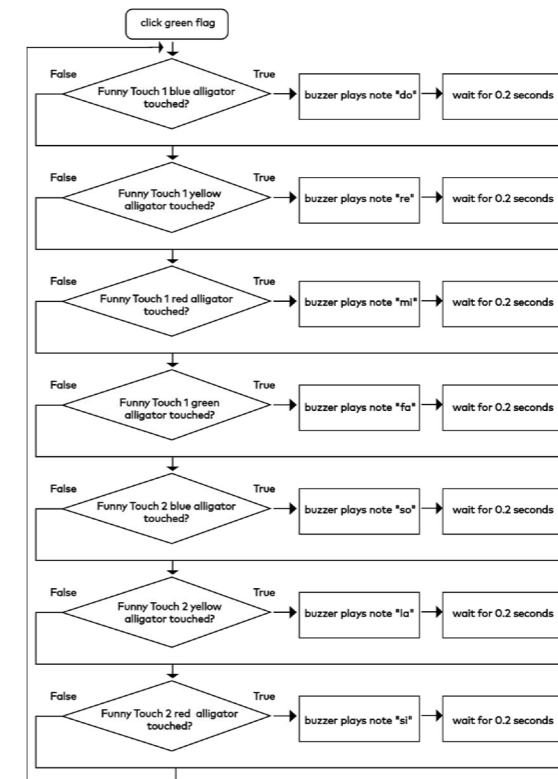 click green flag
False
True
Funny Touch 1 blue alligator
touched?
buzzer plays note "do"
wait for 0.2 seconds
False
True
Funny Touch 1 yellow
alligator touched?
buzzer plays note "re"
wait for 0.2 seconds
False
True
Funny Touch 1 red alligator
touched?
buzzer plays note "mi"
wait for 0.2 seconds
False
True
Funny Touch 1 green
alligator touched?
buzzer plays note "fa"
wait for 0.2 seconds
False
True
Funny Touch 2 blue alligator
touched?
buzzer plays note "so"
wait for 0.2 seconds
False
True
Funny Touch 2 yellow
alligator touched?
buzzer plays note "la"
wait for 0.2 seconds
False
True
Funny Touch 2 red alligator
touched?
buzzer plays note "si"
wait for 0.2 seconds